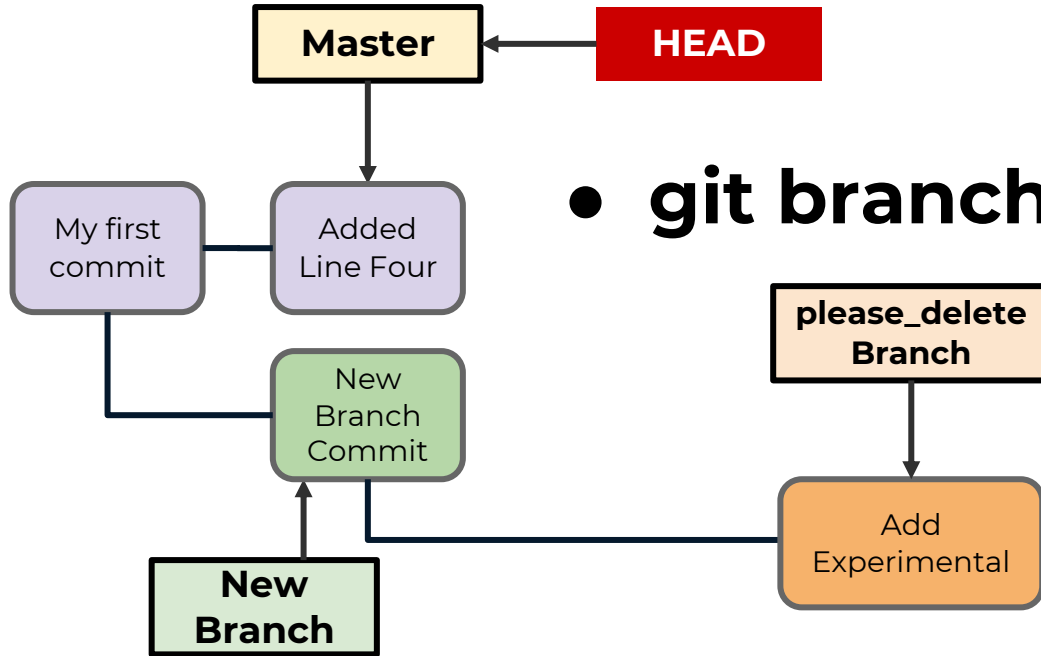 Master
HEAD
My first
commit
Added
Line Four
● git branch
please_delete
Branch
New
Branch
Commit
Add
Experimental
New
Branch